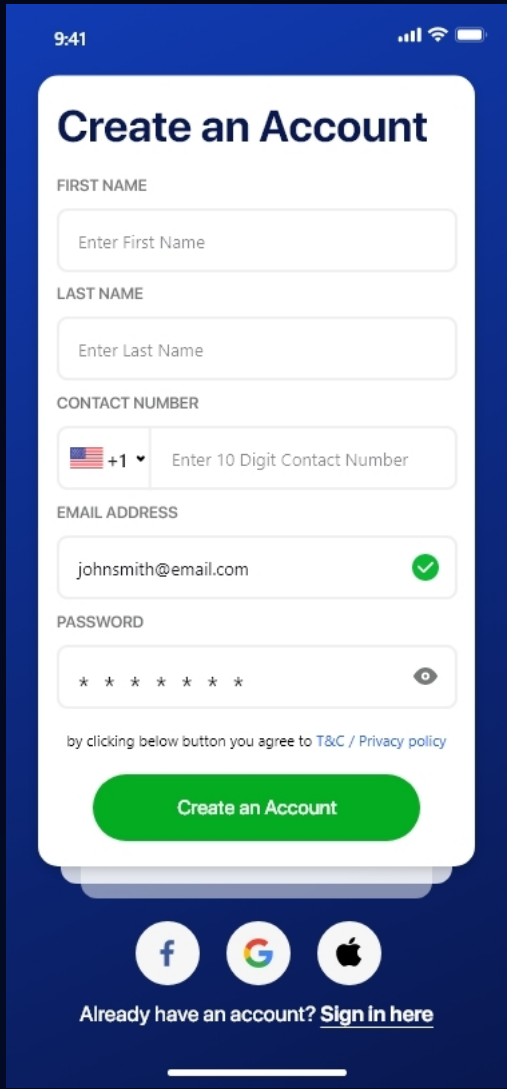 9:41
Create an Account
FIRST NAME
Enter First Name
LAST NAME
Enter Last Name
CONTACT NUMBER
+1 Enter 10 Digit Contact Number
EMAIL ADDRESS
johnsmith@email.com
PASSWORD
* * * * * * *
by clicking below button you agree to T&C / Privacy policy
Create an Account
Already have an account? Sign in here